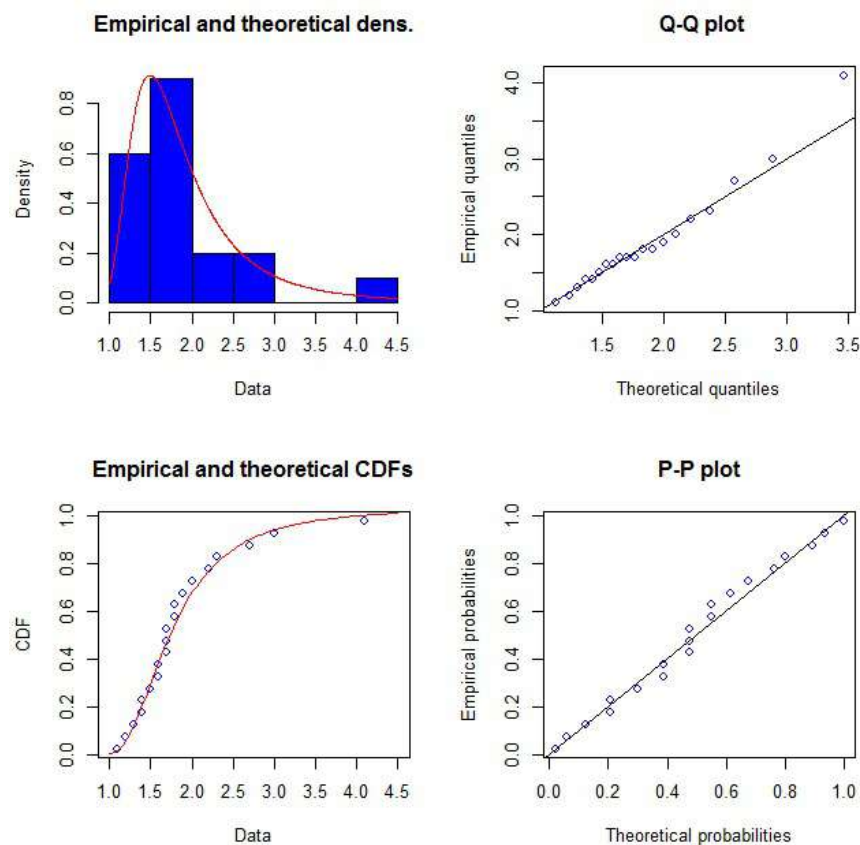 Empirical and theoretical dens.
Density
0.0 0.2 0.4 0.6 0.8
1.0 1.5 2.0 2.5 3.0 3.5 4.0 4.5
Data
Q-Q plot
Empirical quantiles
1.0 2.0 3.0 4.0
1.5 2.0 2.5 3.0 3.5
Theoretical quantiles
Empirical and theoretical CDFs
CDF
0.0 0.2 0.4 0.6 0.8 1.0
1.0 1.5 2.0 2.5 3.0 3.5 4.0 4.5
Data
P-P plot
Empirical probabilities
0.0 0.2 0.4 0.6 0.8 1.0
0.0 0.2 0.4 0.6 0.8 1.0
Theoretical probabilities